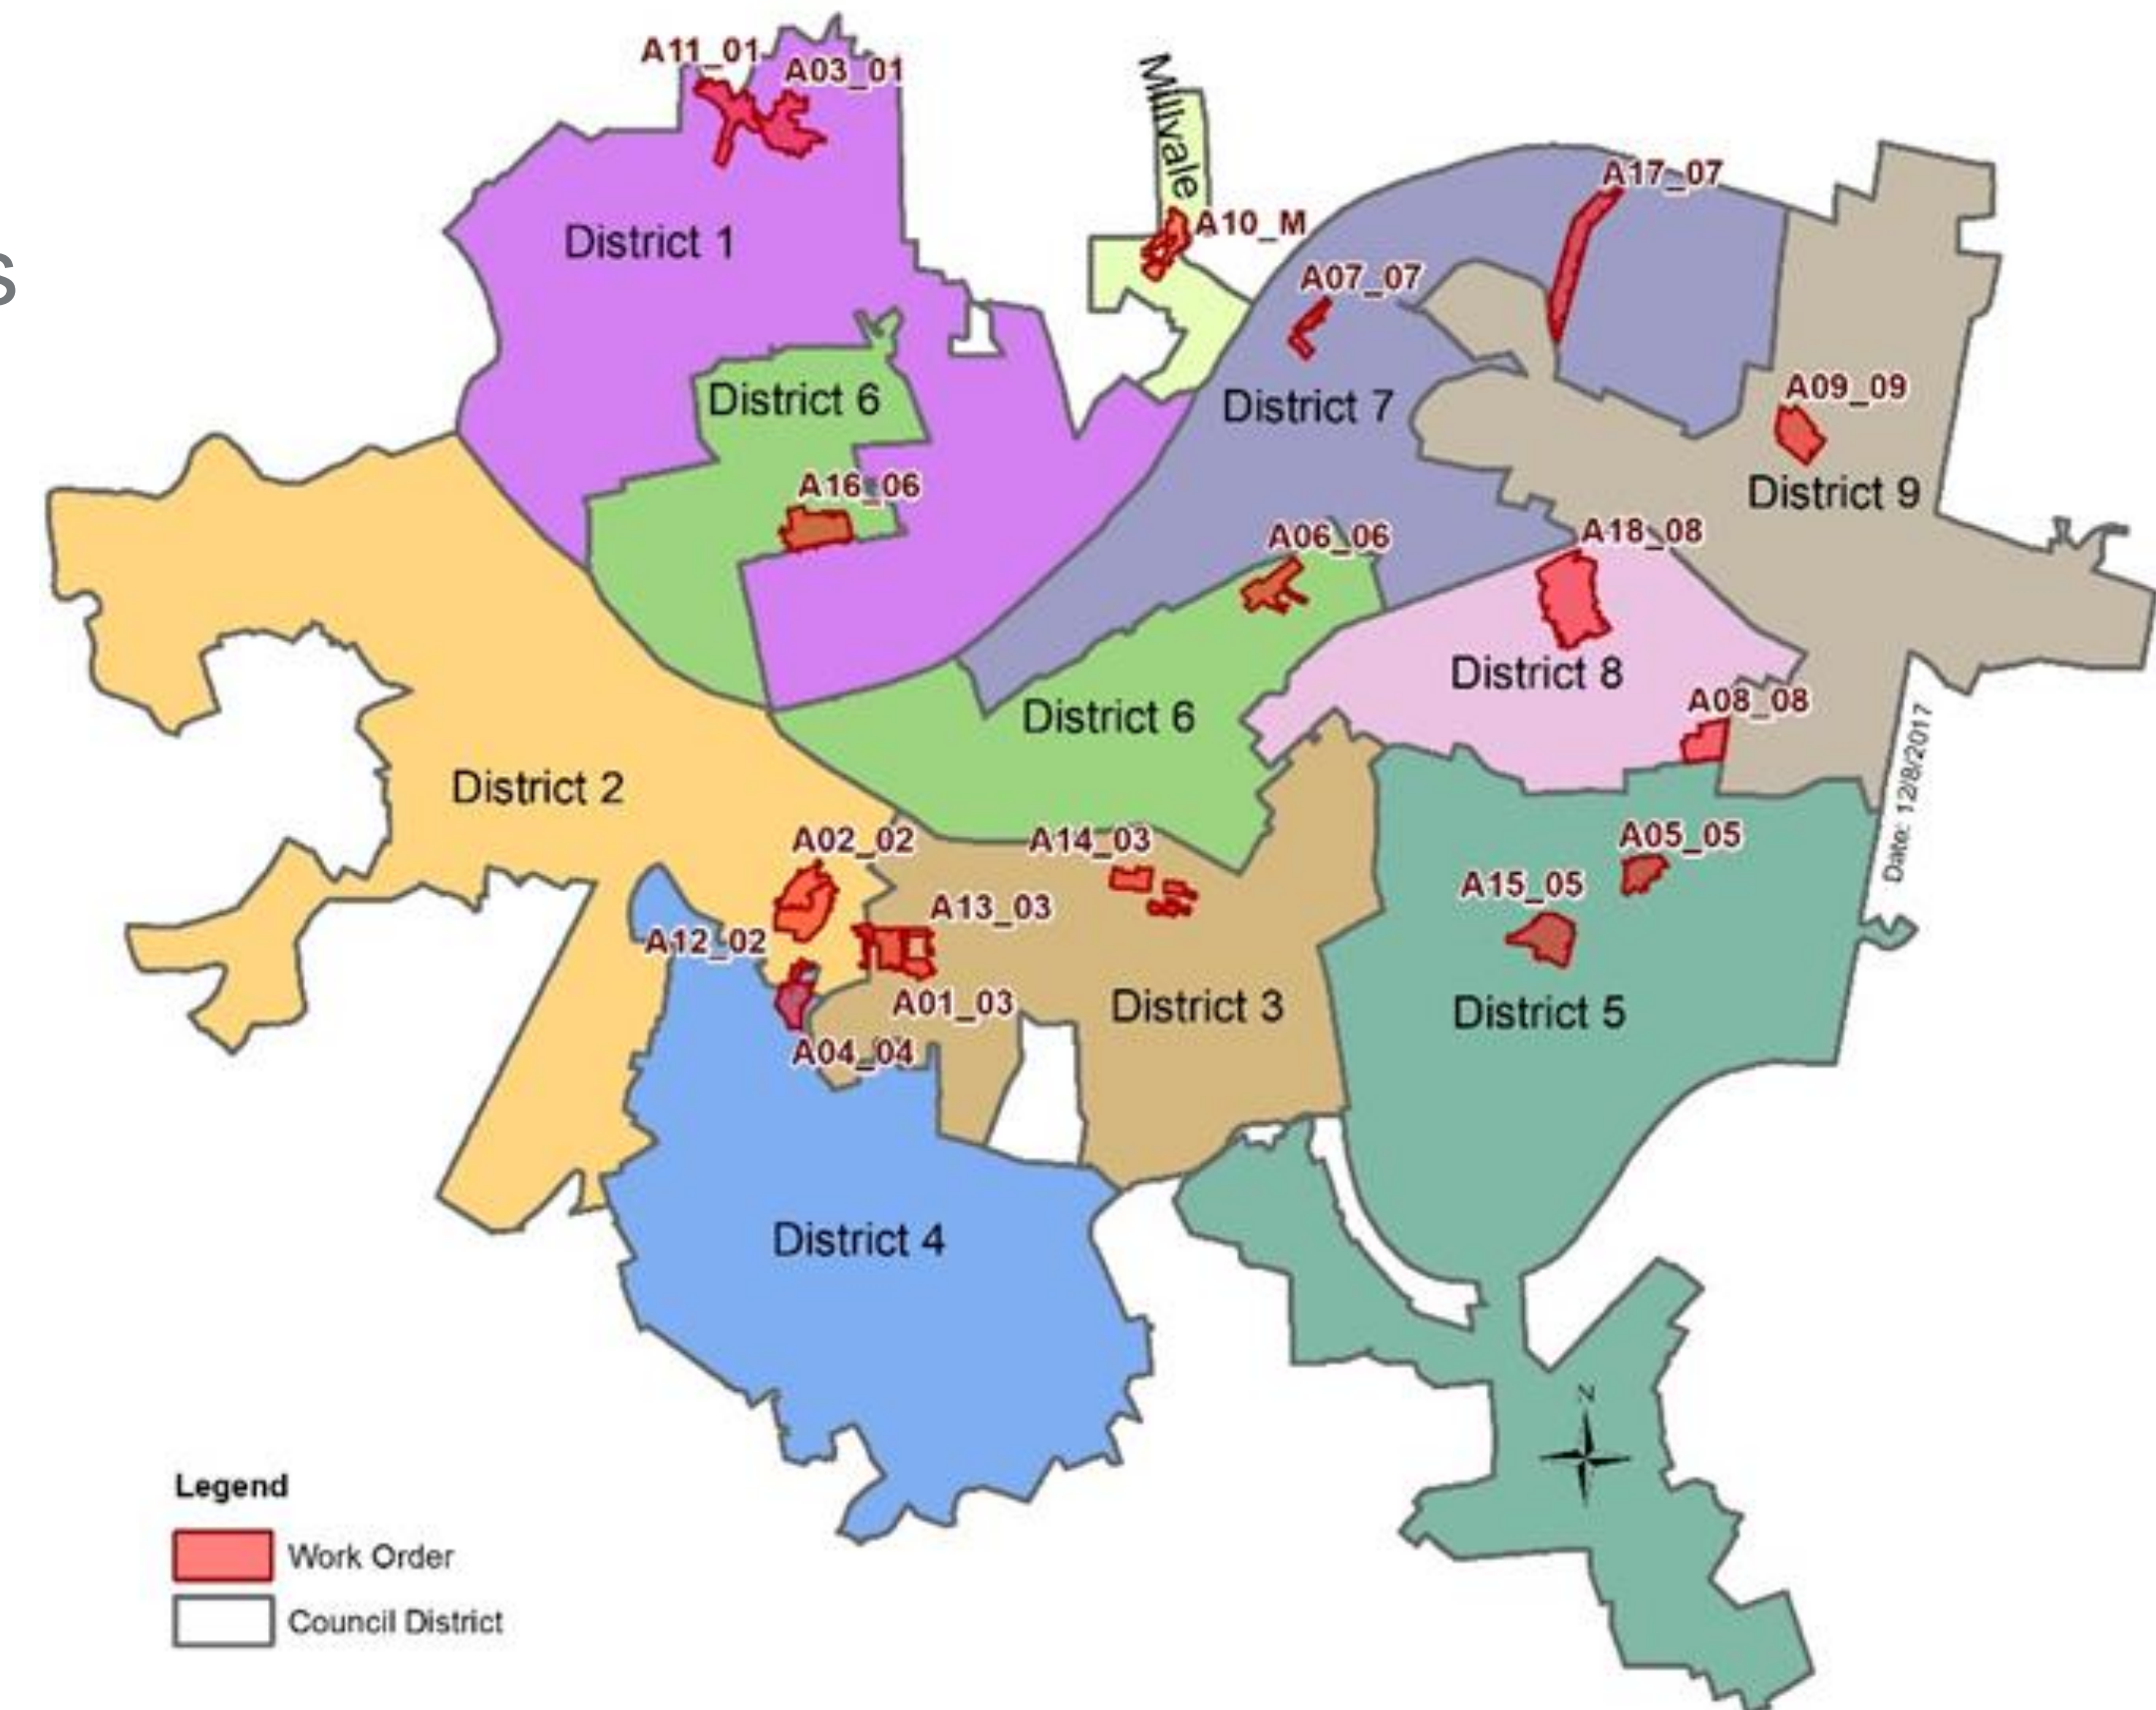 s
A11_01
A03_01
Millvale
A17_07
A10_M
District 1
A07_07
A09_09
District 6
District 7
A16_06
District 9
A06_06
A18_08
District 8
A08_08
District 6
Date: 12/8/2017
District 2
A02_02
A14_03
A05_05
A15_05
A13_03
A12_02
A01_03
District 3
District 5
A04_04
District 4
N
Legend
Work Order
Council District